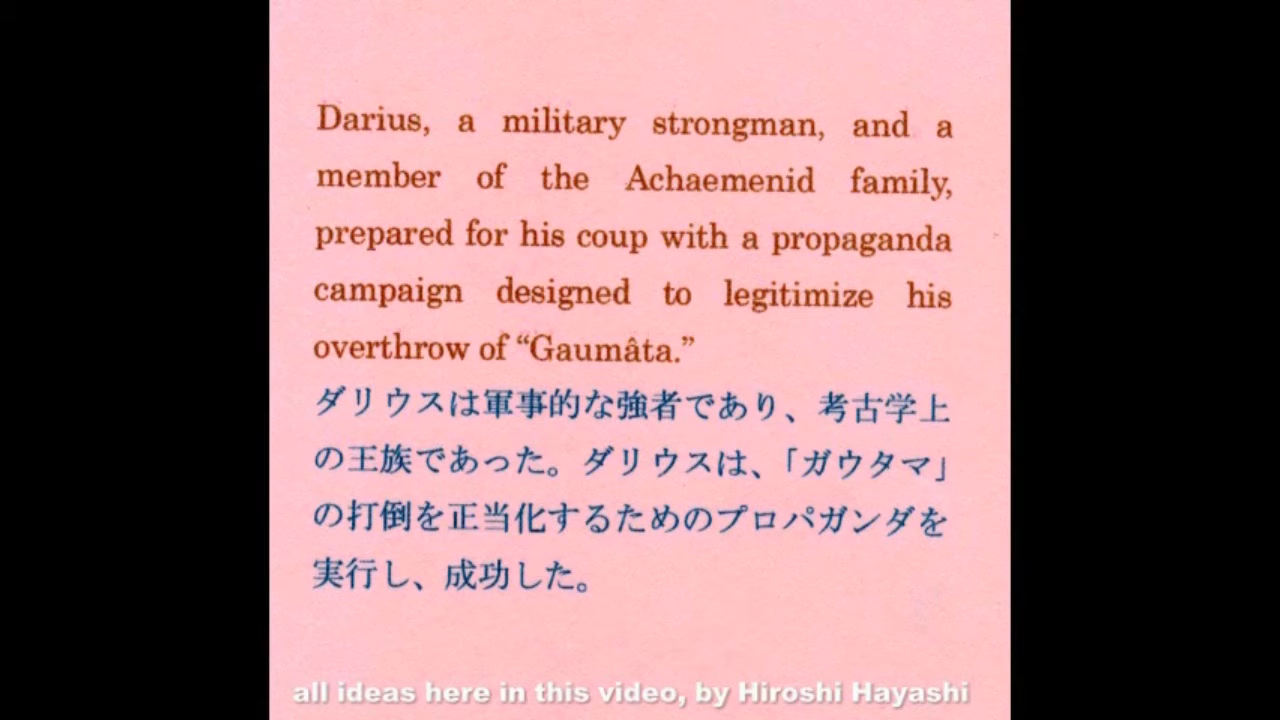 Darius, a military strongman, and a
member of the Achaemenid family,
prepared for his coup with a propaganda
campaign designed to legitimize his
overthrow of “Gaumâta.”
ダリウスは軍事的な強者であり、考古学上
の王族であった。ダリウスは、「ガウタマ」
の打倒を正当化するためのプロパガンダを
実行し、成功した。
all ideas here in this video, by Hiroshi Hayashi